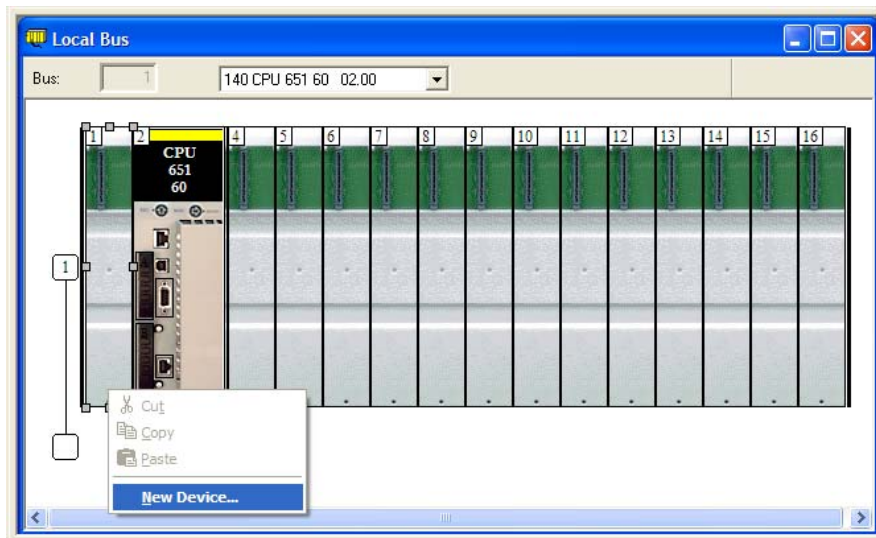 Local Bus
Bus: 1 140 CPU 651 60 02.00
1 2 4 5 6 7 8 9 10 11 12 13 14 15 16
CPU
651
60
1
Cut
Copy
Paste
New Device...